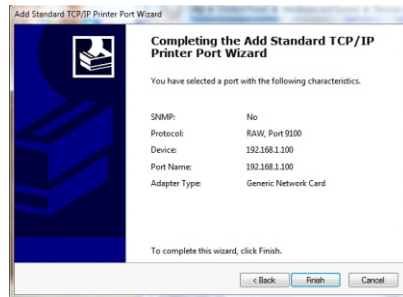 Add Standard TCP/IP Printer Port Wizard
Completing the Add Standard TCP/IP
Printer Port Wizard
You have selected a port with the following characteristics.
SNMP: No
Protocol: RAW, Port 9100
Device: 192.168.1.100
Port Name: 192.168.1.100
Adapter Type: Generic Network Card
To complete this wizard, click Finish.
< Back Finish Cancel